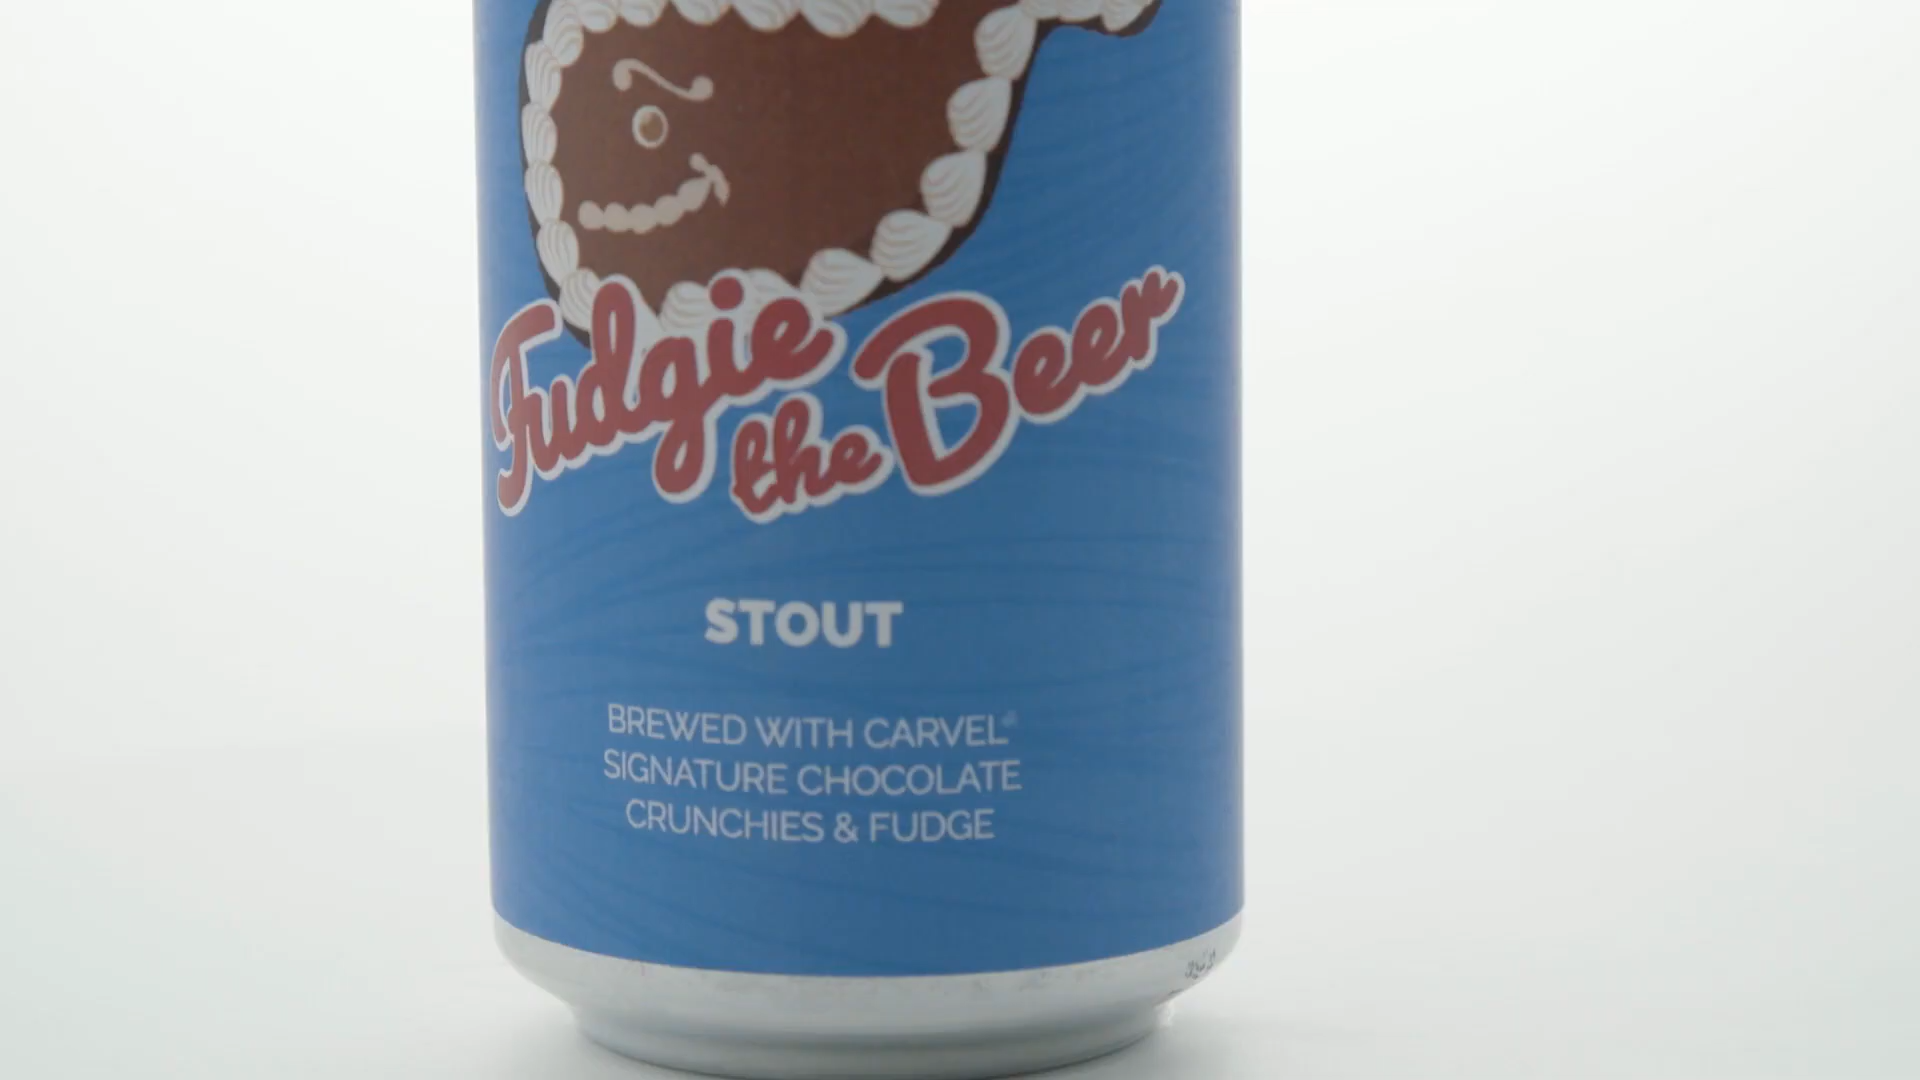 Fudgie
the Beer
STOUT
BREWED WITH CARVEL®
SIGNATURE CHOCOLATE
CRUNCHIES & FUDGE